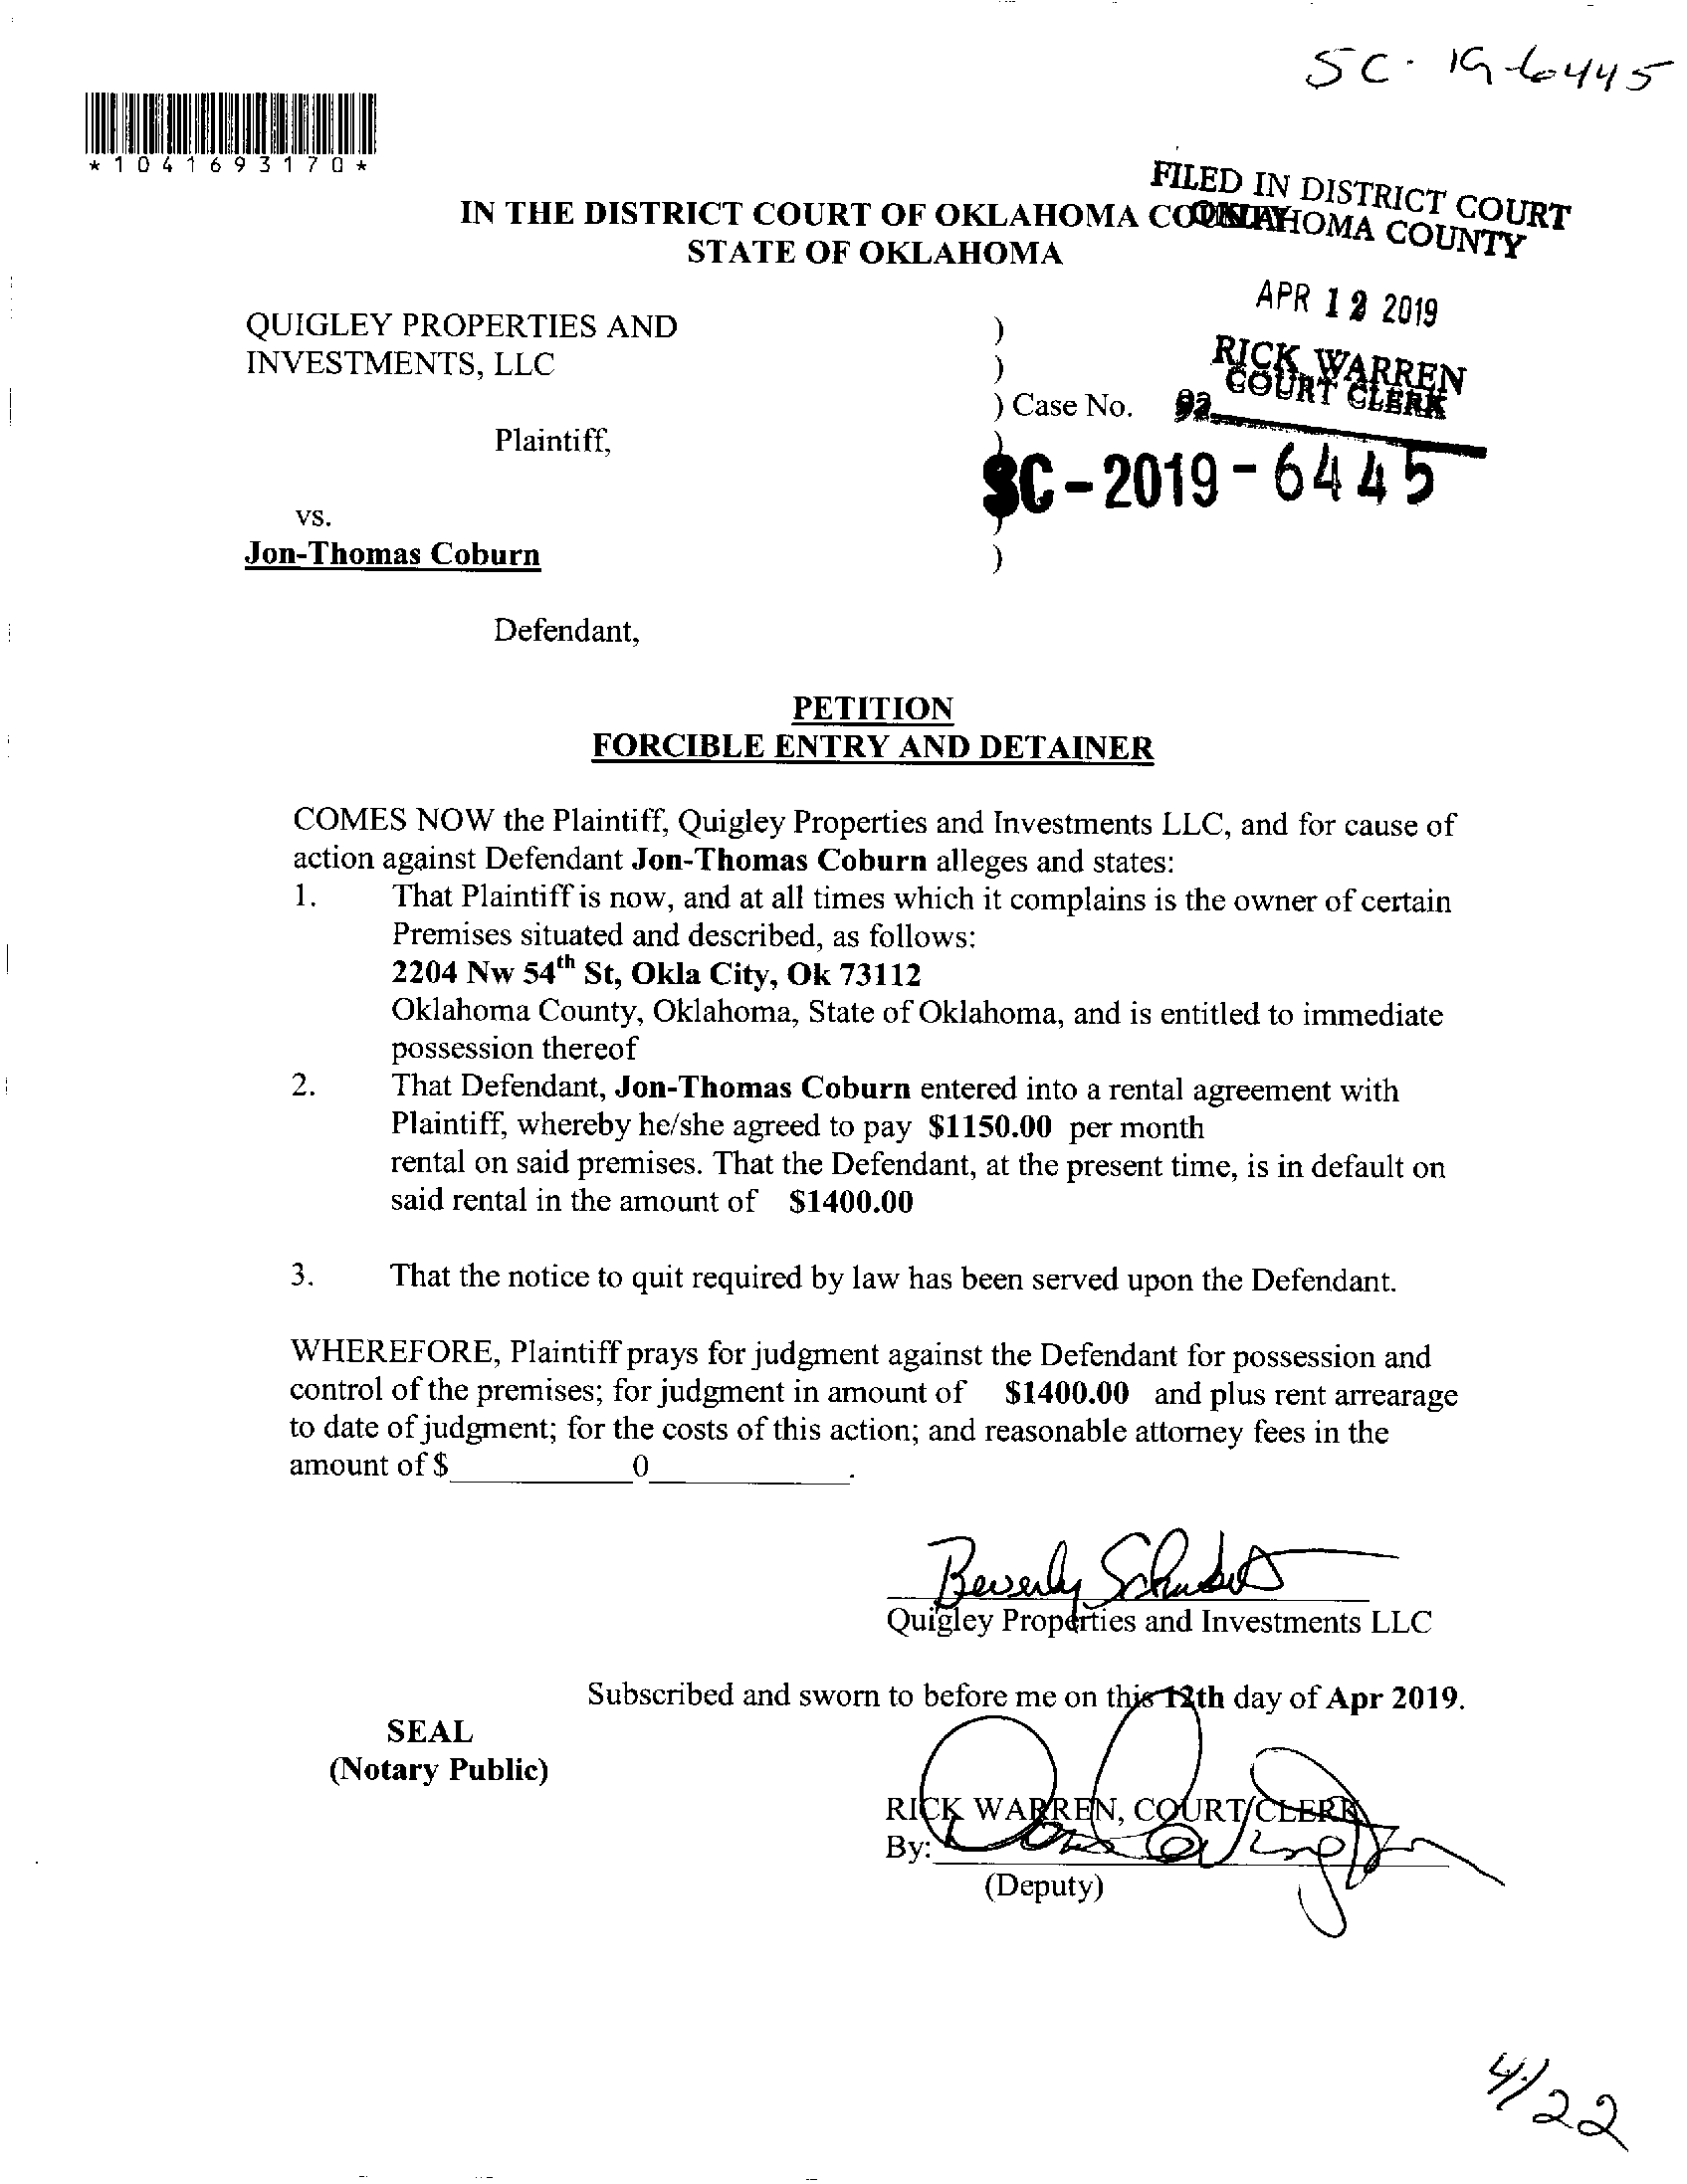 SC. 19-6445
*1041693170*
FILED IN DISTRICT COURT
OKLAHOMA COUNTY
IN THE DISTRICT COURT OF OKLAHOMA COUNTY
STATE OF OKLAHOMA
APR 12 2019
QUIGLEY PROPERTIES AND )
INVESTMENTS, LLC )
RICK WARREN
COURT CLERK
) Case No. 92
Plaintiff, )
SC-2019-6445
vs. )
Jon-Thomas Coburn )
Defendant,
PETITION
FORCIBLE ENTRY AND DETAINER
COMES NOW the Plaintiff, Quigley Properties and Investments LLC, and for cause of
action against Defendant Jon-Thomas Coburn alleges and states:
1. That Plaintiff is now, and at all times which it complains is the owner of certain
Premises situated and described, as follows:
2204 Nw 54th St, Okla City, Ok 73112
Oklahoma County, Oklahoma, State of Oklahoma, and is entitled to immediate
possession thereof
2. That Defendant, Jon-Thomas Coburn entered into a rental agreement with
Plaintiff, whereby he/she agreed to pay $1150.00 per month
rental on said premises. That the Defendant, at the present time, is in default on
said rental in the amount of $1400.00
3. That the notice to quit required by law has been served upon the Defendant.
WHEREFORE, Plaintiff prays for judgment against the Defendant for possession and
control of the premises; for judgment in amount of $1400.00 and plus rent arrearage
to date of judgment; for the costs of this action; and reasonable attorney fees in the
amount of $ 0 .
Beverly
Quigley Properties and Investments LLC
Subscribed and sworn to before me on this 12th day of Apr 2019.
SEAL
(Notary Public)
RICK WARREN, COURT CLERK
By:
(Deputy)
4/22